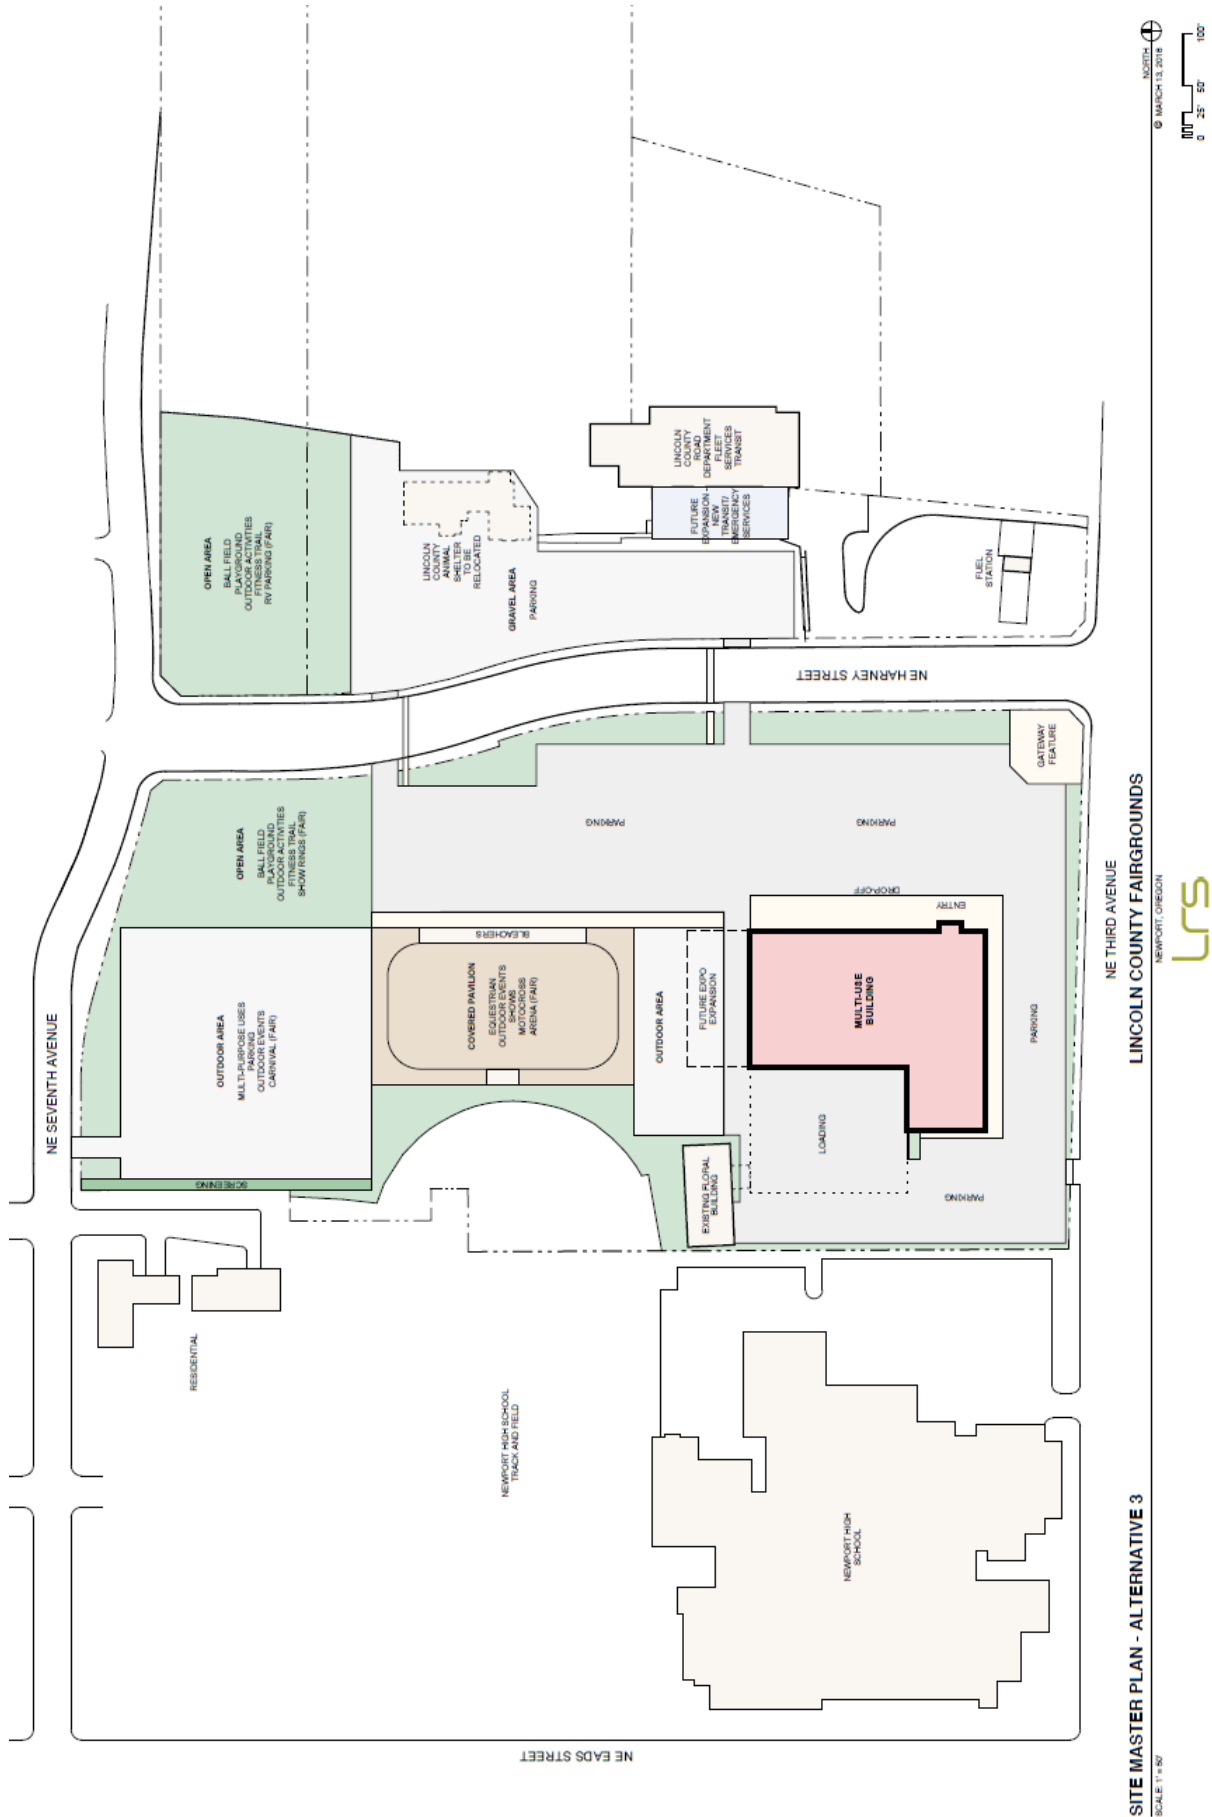 NE SEVENTH AVENUE
RESIDENTIAL
SCREENING
OUTDOOR AREA
MULTI-PURPOSE USES
PARKING
OUTDOOR EVENTS
CARNIVAL (FAIR)
OPEN AREA
BALL FIELD
PLAYGROUND
OUTDOOR ACTIVITIES
FITNESS TRAIL
SHOW RINGS (FAIR)
OPEN AREA
BALL FIELD
PLAYGROUND
OUTDOOR ACTIVITIES
FITNESS TRAIL
RV PARKING (FAIR)
NEWPORT HIGH SCHOOL
TRACK AND FIELD
COVERED PAVILION
EQUESTRIAN
OUTDOOR EVENTS
SHOWS
MOTOCROSS
ARENA (FAIR)
BLEACHERS
LINCOLN
COUNTY
ANIMAL
SHELTER
TO BE
RELOCATED
GRAVEL AREA
PARKING
NE EADS STREET
OUTDOOR AREA
PARKING
EXISTING FLORAL
BUILDING
FUTURE EXPO
EXPANSION
FUTURE
EXPANSION -
NEW
TRANSIT/
EMERGENCY
SERVICES
LINCOLN
COUNTY
ROAD
DEPARTMENT
FLEET
SERVICES
TRANSIT
NEWPORT HIGH
SCHOOL
LOADING
MULTI-USE
BUILDING
DROP-OFF
ENTRY
PARKING
NE HARNEY STREET
PARKING
PARKING
FUEL
STATION
GATEWAY
FEATURE
NE THIRD AVENUE
SITE MASTER PLAN - ALTERNATIVE 3
LINCOLN COUNTY FAIRGROUNDS
NORTH
SCALE: 1" = 50'
NEWPORT, OREGON
© MARCH 13, 2018
LRS
0 25' 50' 100'